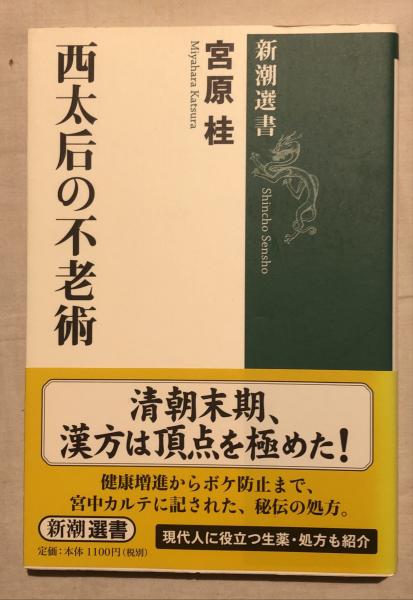 新潮選書
Shincho Sensho
宮原 桂
Miyahara Katsura
西太后の不老術
清朝末期、
漢方は頂点を極めた!
健康増進からボケ防止まで、
宮中カルテに記された、秘伝の処方。
新潮選書
定価:本体1100円(税別)
現代人に役立つ生薬・処方も紹介